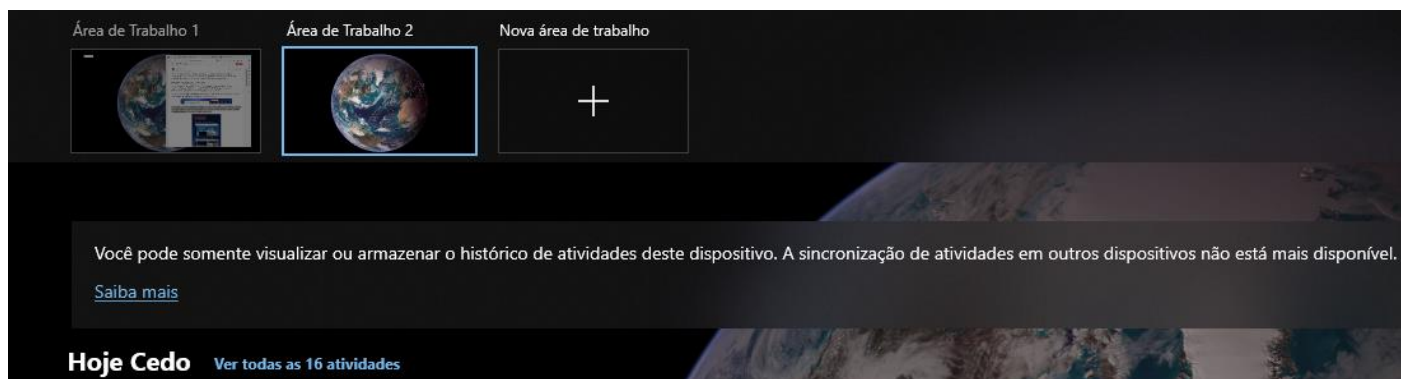 Área de Trabalho 1
Área de Trabalho 2
Nova área de trabalho
Você pode somente visualizar ou armazenar o histórico de atividades deste dispositivo. A sincronização de atividades em outros dispositivos não está mais disponível.
Saiba mais
Hoje Cedo Ver todas as 16 atividades